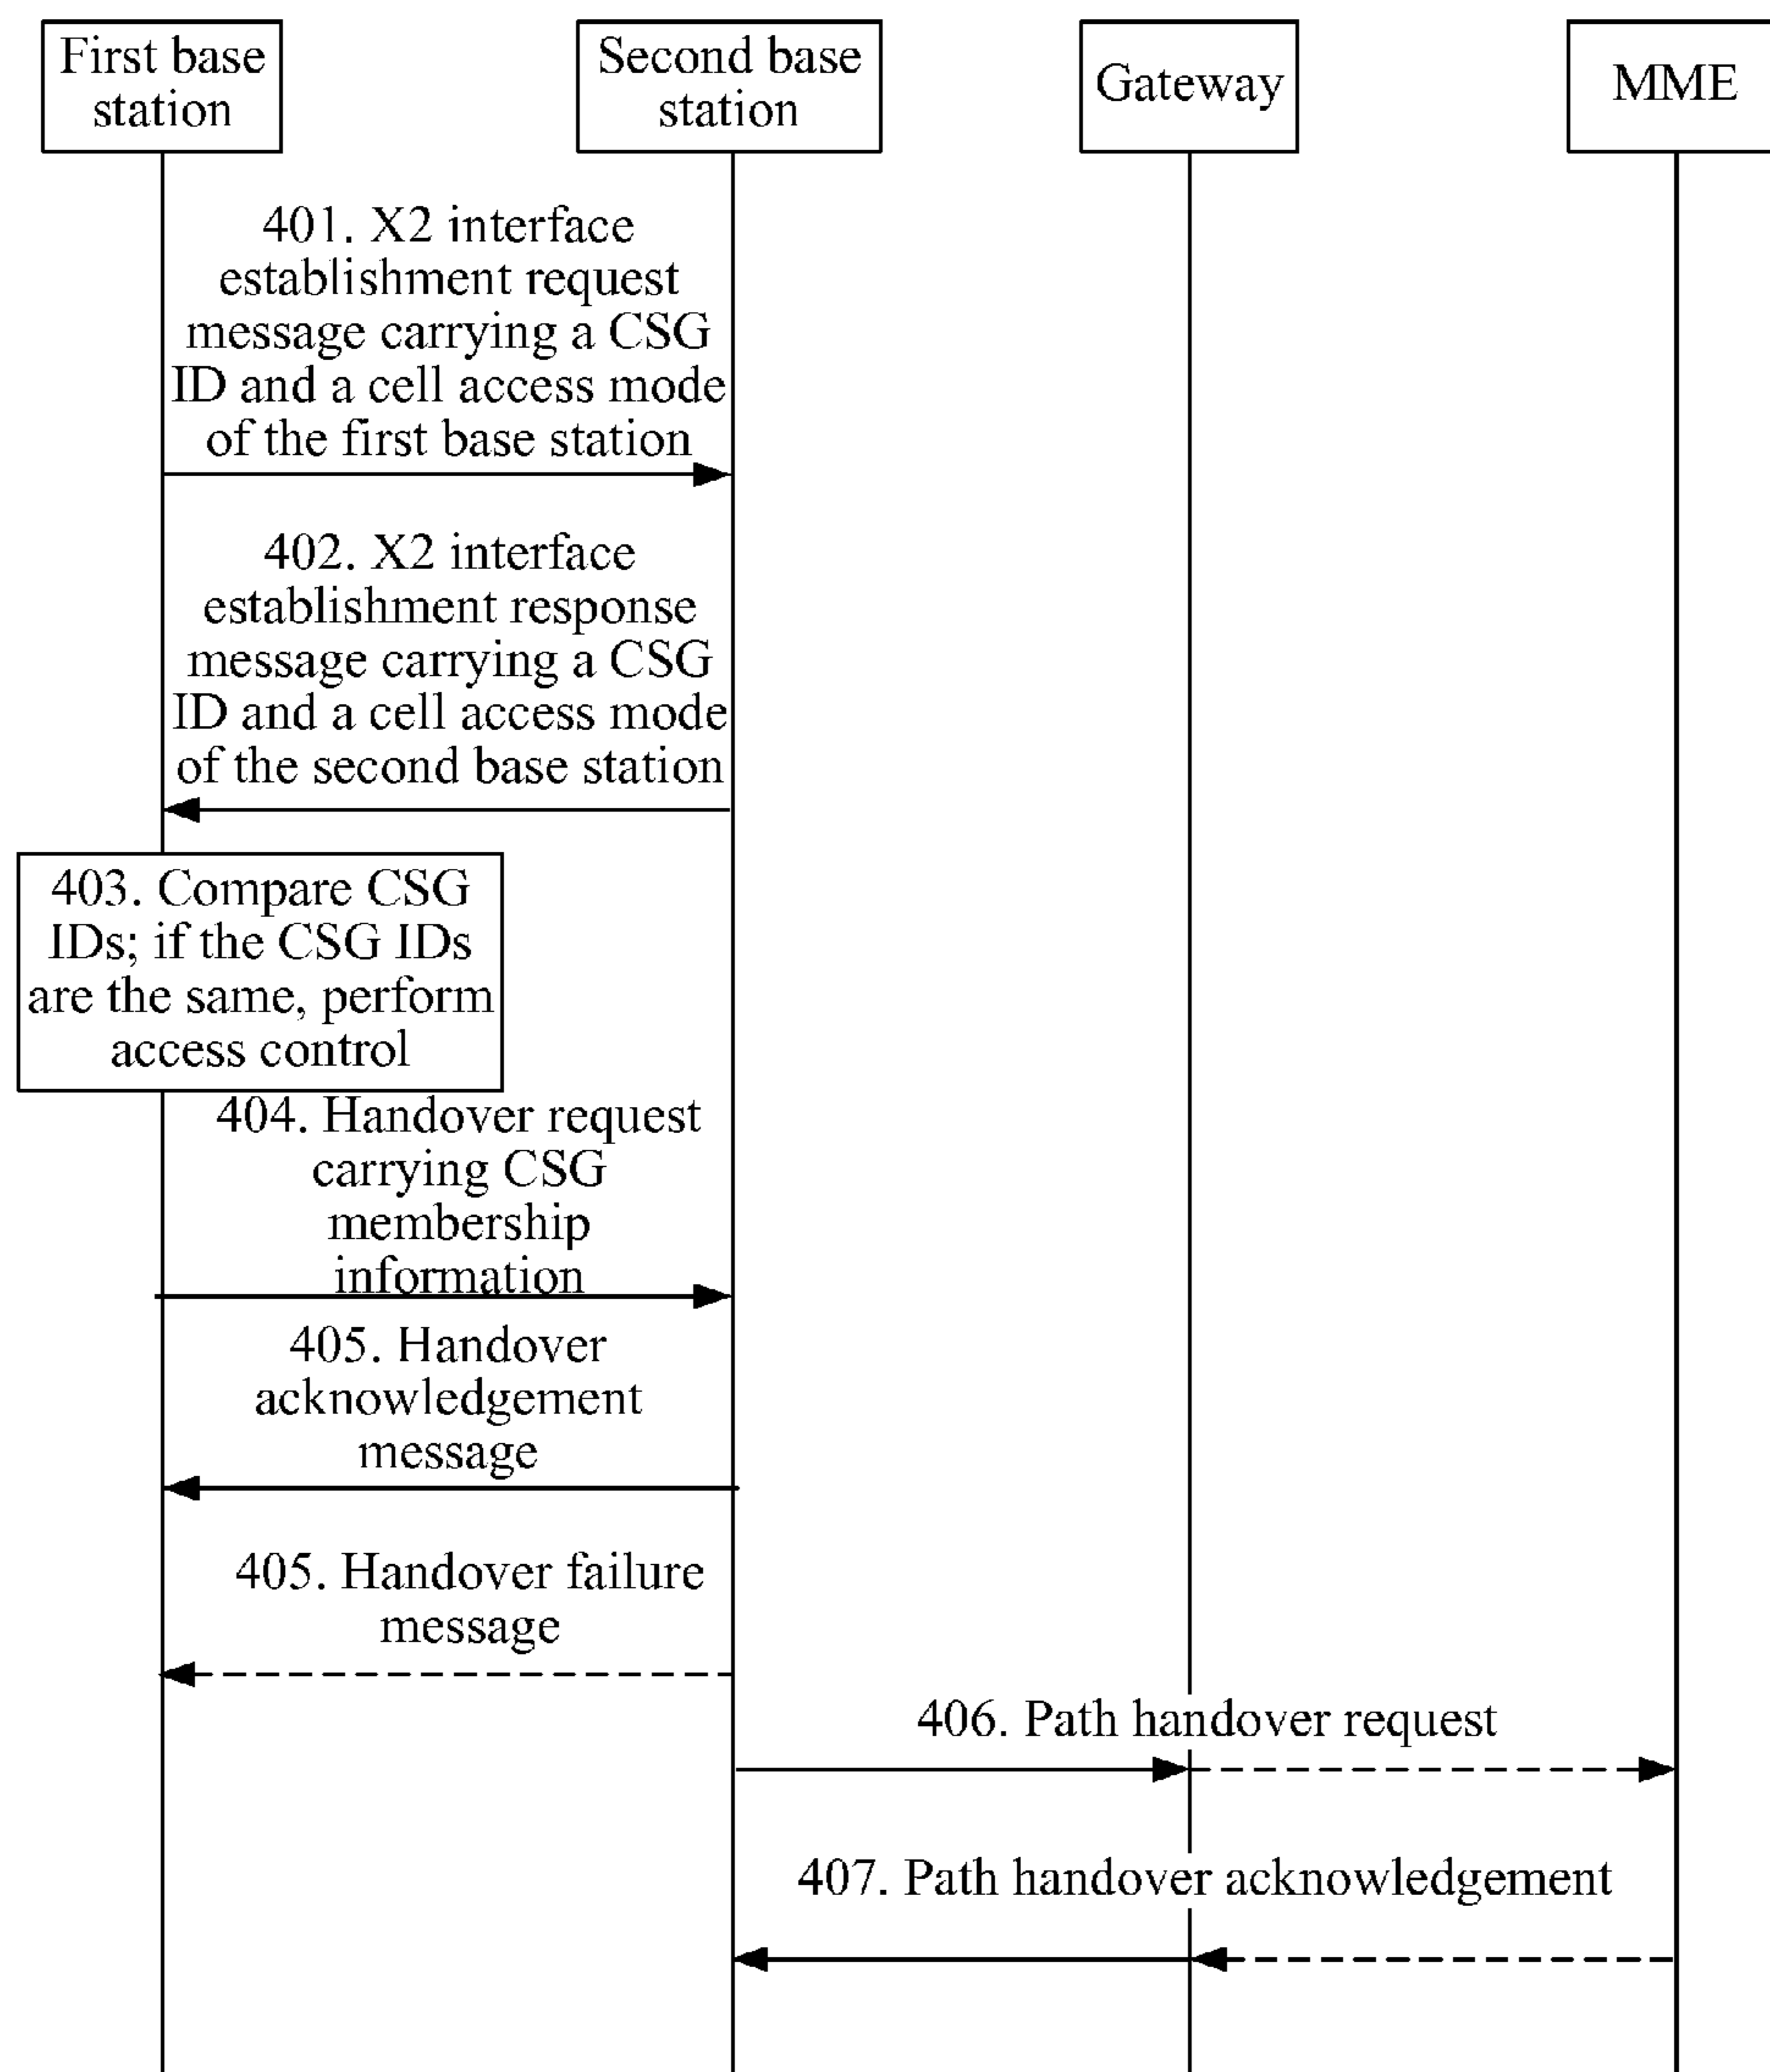 First base
station
Second base
station
Gateway
MME
401. X2 interface
establishment request
message carrying a CSG
ID and a cell access mode
of the first base station
402. X2 interface
establishment response
message carrying a CSG
ID and a cell access mode
of the second base station
403. Compare CSG
IDs; if the CSG IDs
are the same, perform
access control
404. Handover request
carrying CSG
membership
information
405. Handover
acknowledgement
message
405. Handover failure
message
406. Path handover request
407. Path handover acknowledgement